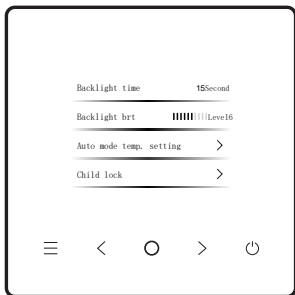 Backlight time 15Second
Backlight brt Level6
Auto mode temp. setting
Child lock